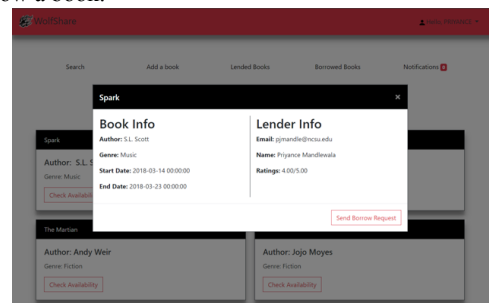 WolfShare
Search Add a book Lended Books Borrowed Books Notifications
Spark ×
Book Info
Author: S.L. Scott
Genre: Music
Start Date: 2018-03-14 00:00:00
End Date: 2018-03-23 00:00:00
Lender Info
Email: pjmandle@ncsu.edu
Name: Priyance Mandlewala
Ratings: 4.00/5.00
Send Borrow Request
Spark
Author: S.L. S
Genre: Music
Check Availabili
The Martian
Author: Andy Weir
Genre: Fiction
Check Availability
Author: Jojo Moyes
Genre: Fiction
Check Availability